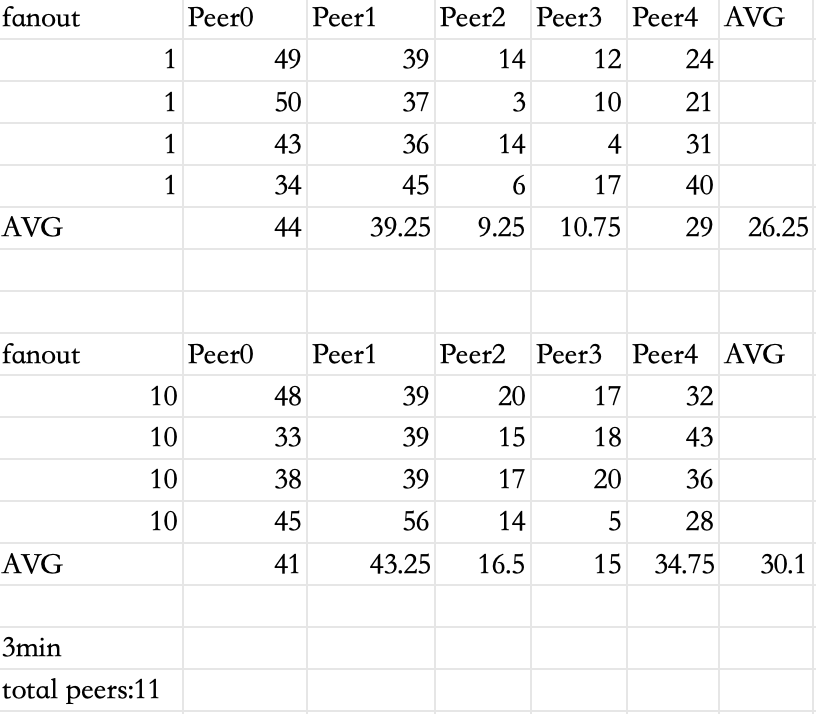 fanout Peer0 Peer1 Peer2 Peer3 Peer4 AVG
1 49 39 14 12 24
1 50 37 3 10 21
1 43 36 14 4 31
1 34 45 6 17 40
AVG 44 39.25 9.25 10.75 29 26.25
fanout Peer0 Peer1 Peer2 Peer3 Peer4 AVG
10 48 39 20 17 32
10 33 39 15 18 43
10 38 39 17 20 36
10 45 56 14 5 28
AVG 41 43.25 16.5 15 34.75 30.1
3min
total peers:11